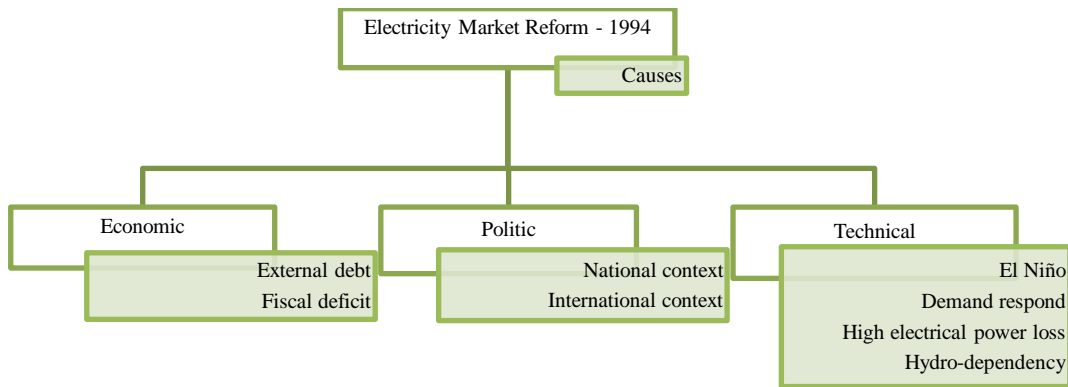 Electricity Market Reform - 1994
Causes
Economic
External debt
Fiscal deficit
Politic
National context
International context
Technical
El Niño
Demand respond
High electrical power loss
Hydro-dependency